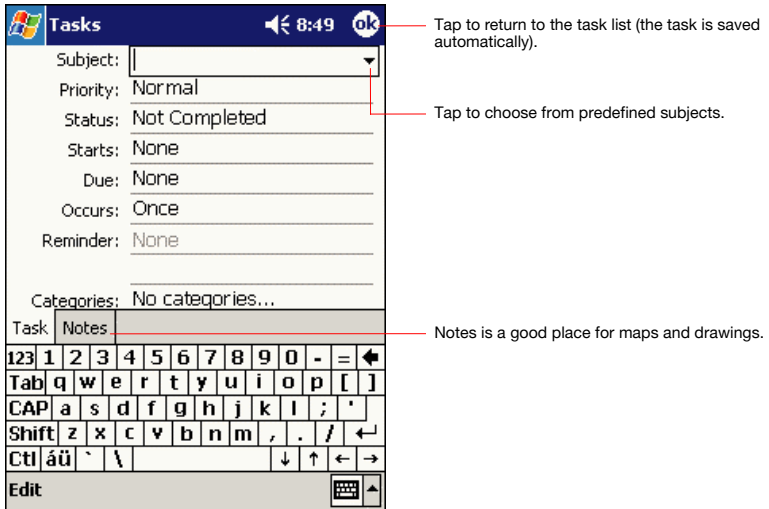 Tasks 8:49 ok
Subject:
Priority: Normal
Status: Not Completed
Starts: None
Due: None
Occurs: Once
Reminder: None
Categories: No categories...
Task Notes
123 1 2 3 4 5 6 7 8 9 0 - =
Tab q w e r t y u i o p [ ]
CAP a s d f g h j k l ; '
Shift z x c v b n m , . /
Ctl áü ` \ ↓ ↑ ← →
Edit
Tap to return to the task list (the task is saved
automatically).
Tap to choose from predefined subjects.
Notes is a good place for maps and drawings.